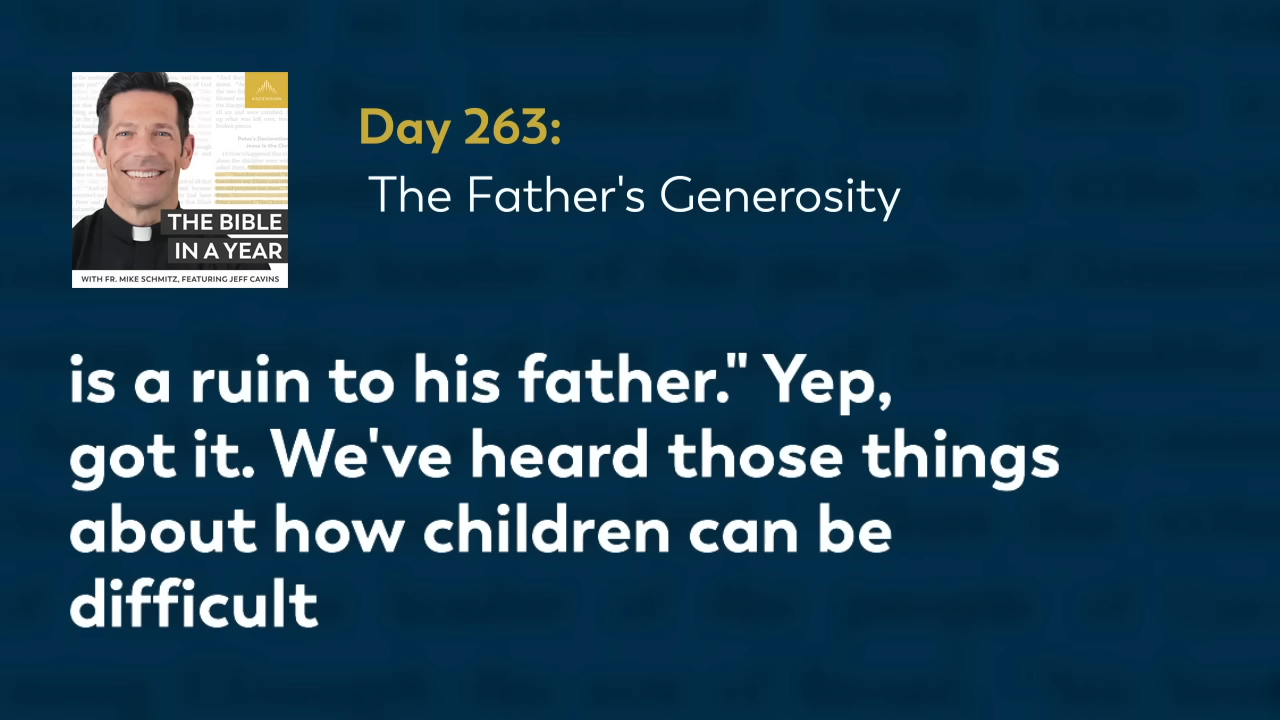 ASCENSION
THE BIBLE
IN A YEAR
WITH FR. MIKE SCHMITZ, FEATURING JEFF CAVINS
Day 263:
The Father's Generosity
is a ruin to his father." Yep,
got it. We've heard those things
about how children can be
difficult